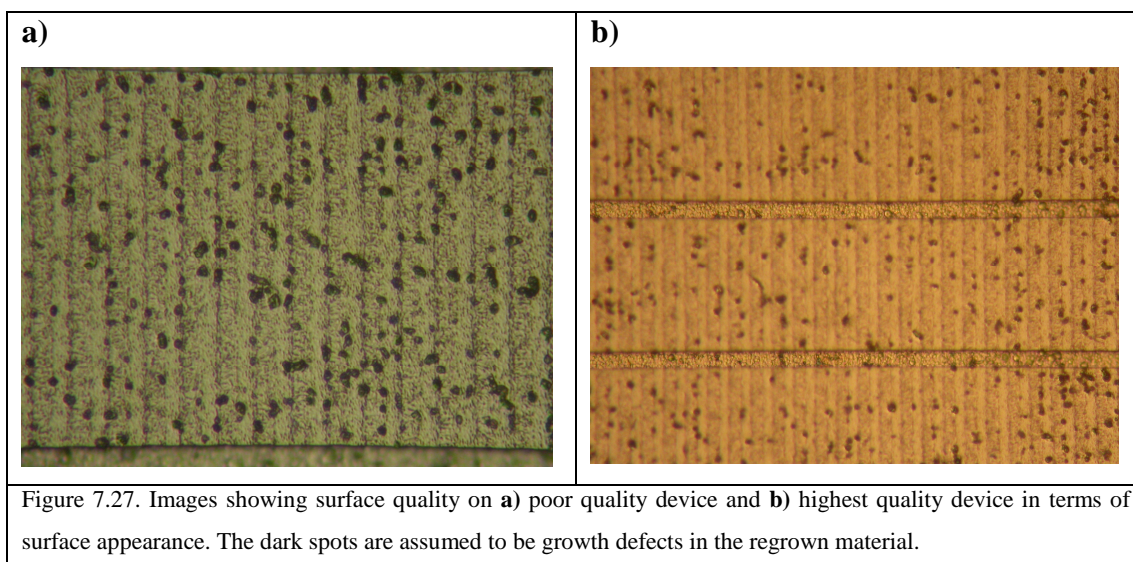 a)
b)
Figure 7.27. Images showing surface quality on a) poor quality device and b) highest quality device in terms of
surface appearance. The dark spots are assumed to be growth defects in the regrown material.